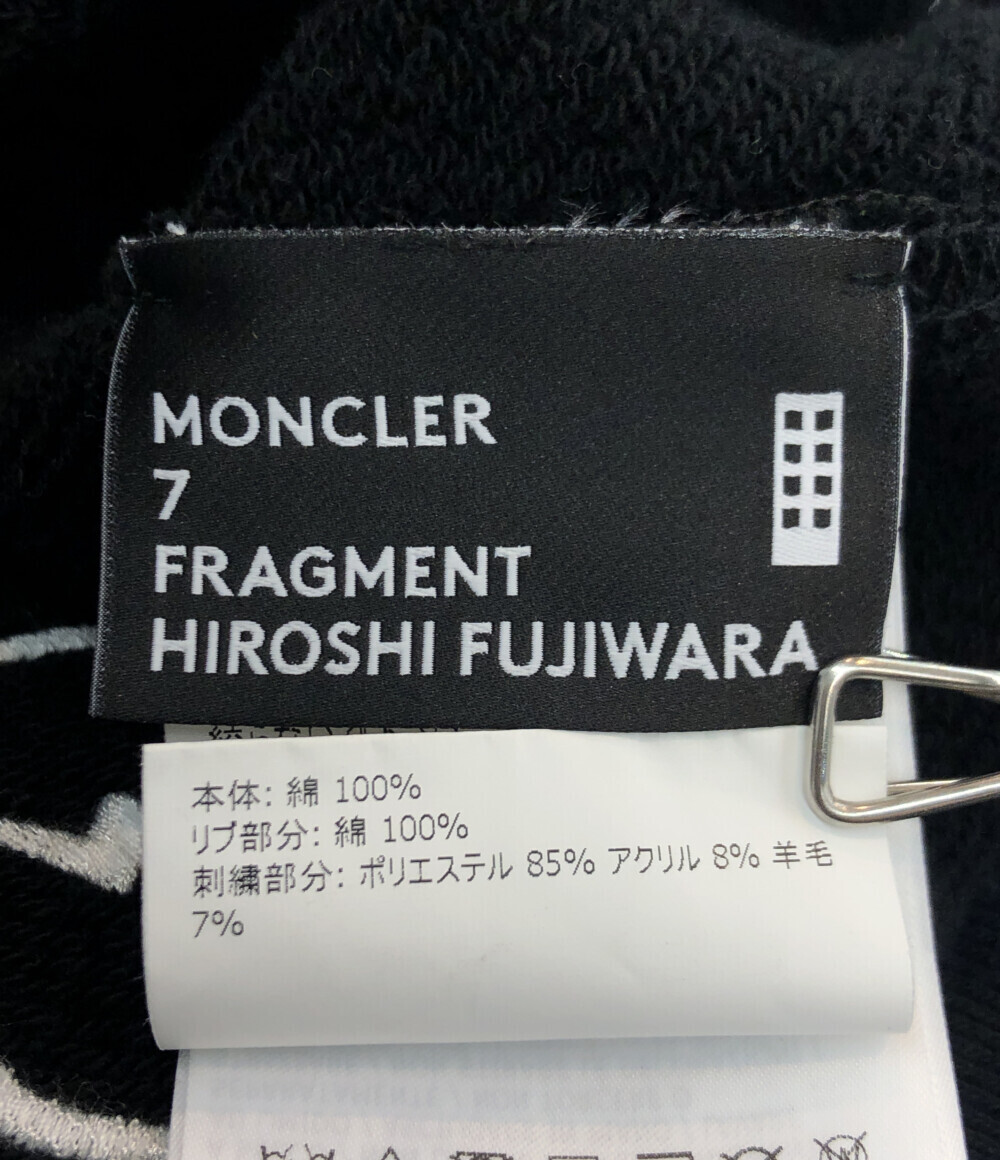 MONCLER
7
FRAGMENT
HIROSHI FUJIWARA
本体: 綿 100%
リブ部分: 綿 100%
刺繍部分: ポリエステル 85% アクリル 8% 羊毛
7%